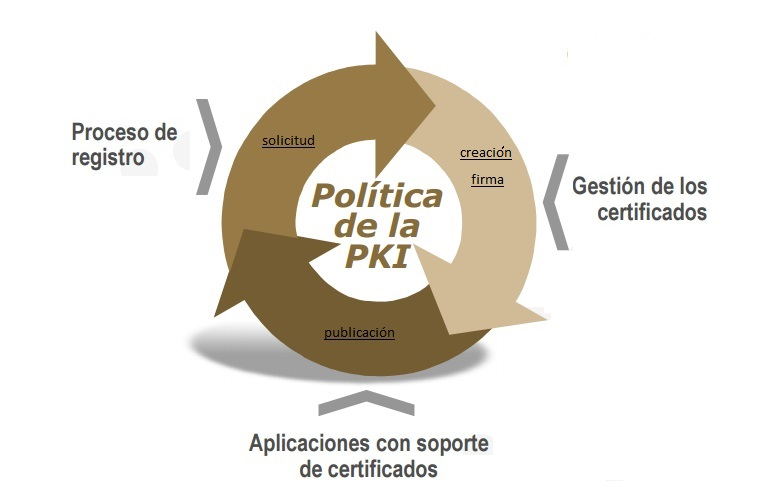 Proceso de
registro
solicitud
creación
firma
Gestión de los
certificados
Política
de la
PKI
publicación
Aplicaciones con soporte
de certificados